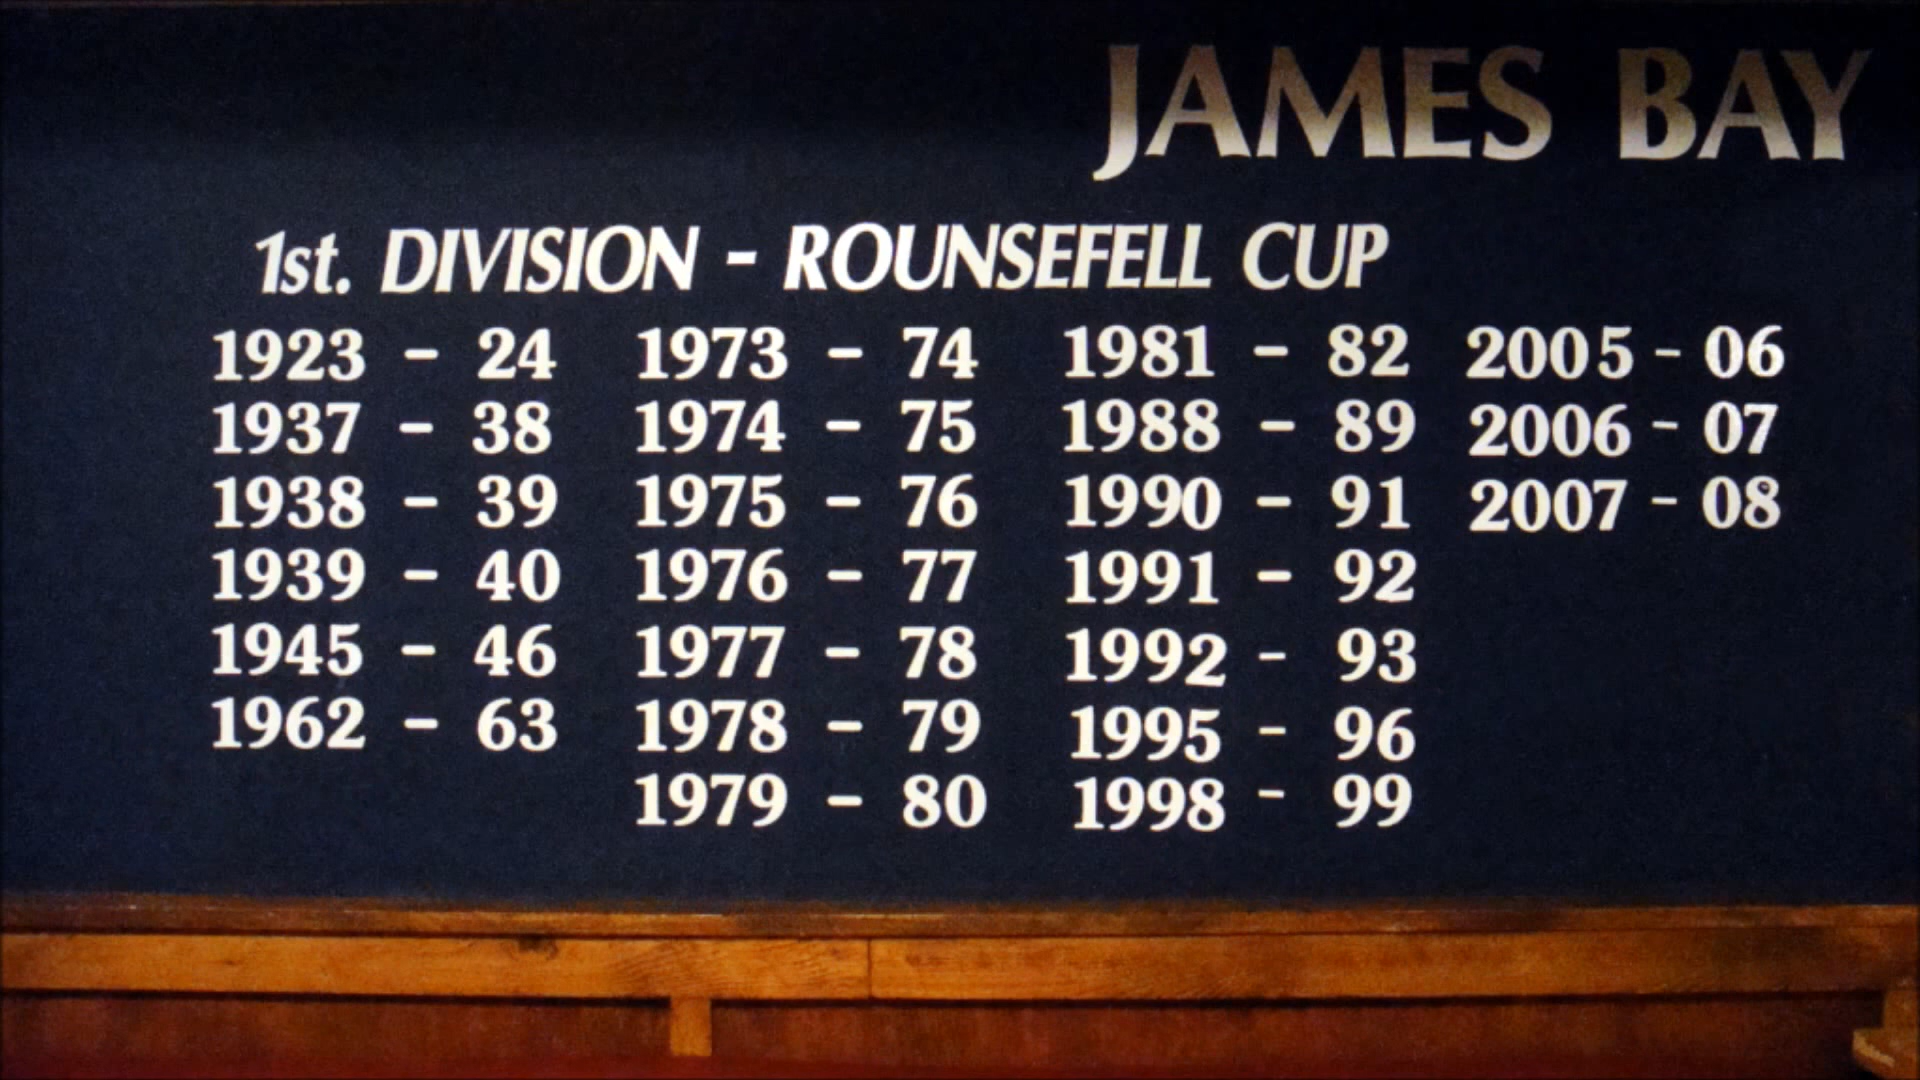 JAMES BAY
1st. DIVISION - ROUNSEFELL CUP
1923 - 24 1973 - 74 1981 - 82 2005 - 06
1937 - 38 1974 - 75 1988 - 89 2006 - 07
1938 - 39 1975 - 76 1990 - 91 2007 - 08
1939 - 40 1976 - 77 1991 - 92
1945 - 46 1977 - 78 1992 - 93
1962 - 63 1978 - 79 1995 - 96
1979 - 80 1998 - 99